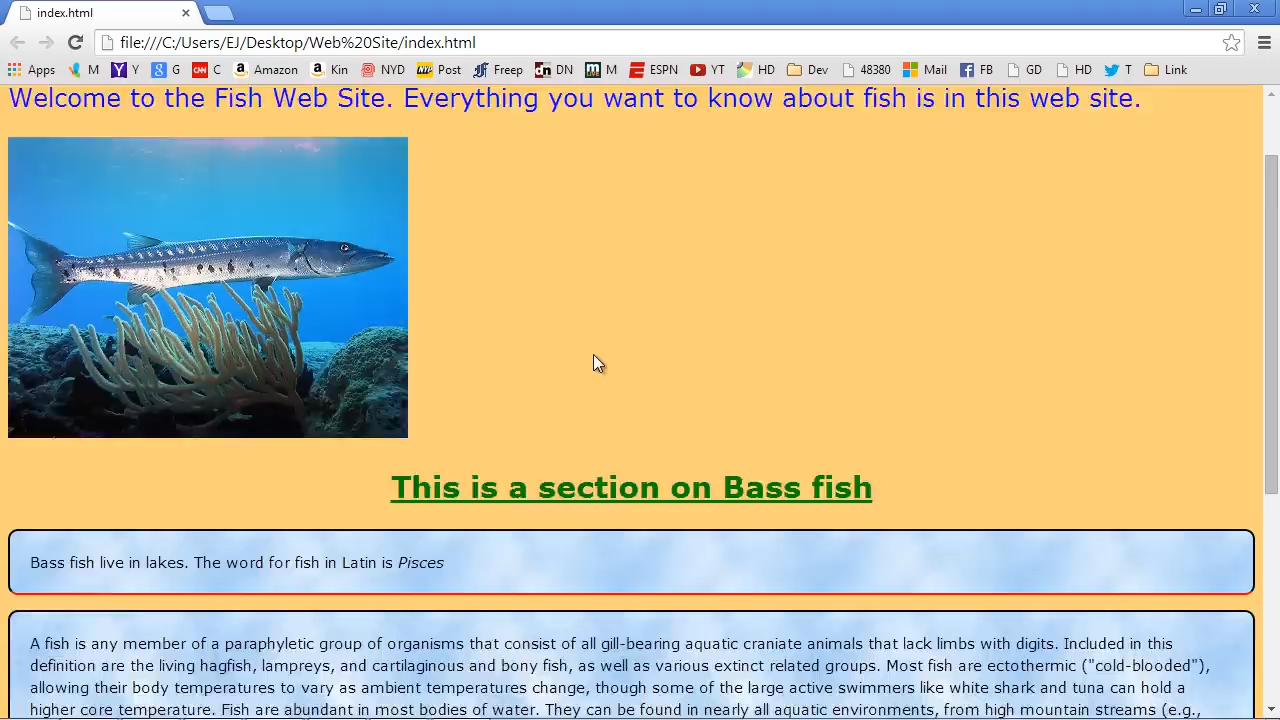 index.html
file:///C:/Users/EJ/Desktop/Web%20Site/index.html
Apps M Y G C Amazon Kin NYD Post Freep DN M ESPN YT HD Dev 48380 Mail FB GD HD T Link
Welcome to the Fish Web Site. Everything you want to know about fish is in this web site.
This is a section on Bass fish
Bass fish live in lakes. The word for fish in Latin is Pisces
A fish is any member of a paraphyletic group of organisms that consist of all gill-bearing aquatic craniate animals that lack limbs with digits. Included in this
definition are the living hagfish, lampreys, and cartilaginous and bony fish, as well as various extinct related groups. Most fish are ectothermic ("cold-blooded"),
allowing their body temperatures to vary as ambient temperatures change, though some of the large active swimmers like white shark and tuna can hold a
higher core temperature. Fish are abundant in most bodies of water. They can be found in nearly all aquatic environments, from high mountain streams (e.g.,